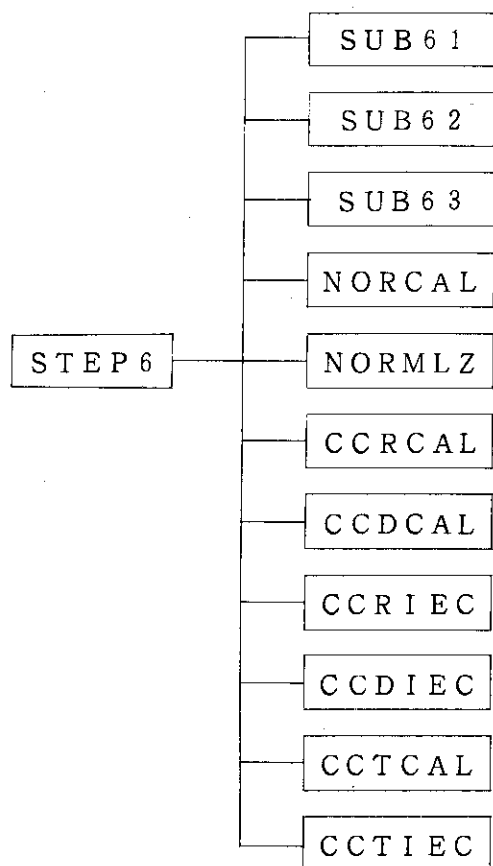 SUB61
SUB62
SUB63
NORCAL
STEP6
NORMLZ
CCRCAL
CCDCAL
CCRIEC
CCDIEC
CCTCAL
CCTIEC